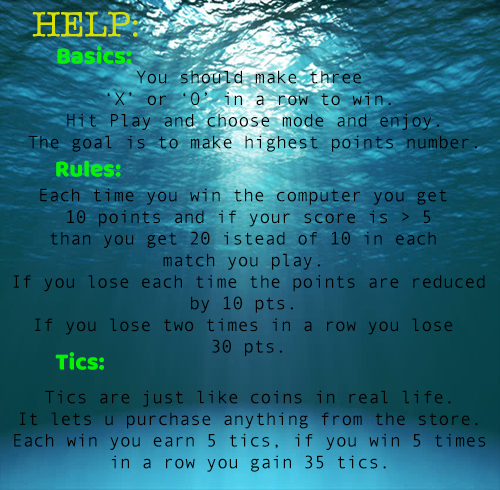 HELP:
Basics:
You should make three
‘X’ or ‘O’ in a row to win.
Hit Play and choose mode and enjoy.
The goal is to make highest points number.
Rules:
Each time you win the computer you get
10 points and if your score is > 5
than you get 20 istead of 10 in each
match you play.
If you lose each time the points are reduced
by 10 pts.
If you lose two times in a row you lose
30 pts.
Tics:
Tics are just like coins in real life.
It lets u purchase anything from the store.
Each win you earn 5 tics, if you win 5 times
in a row you gain 35 tics.